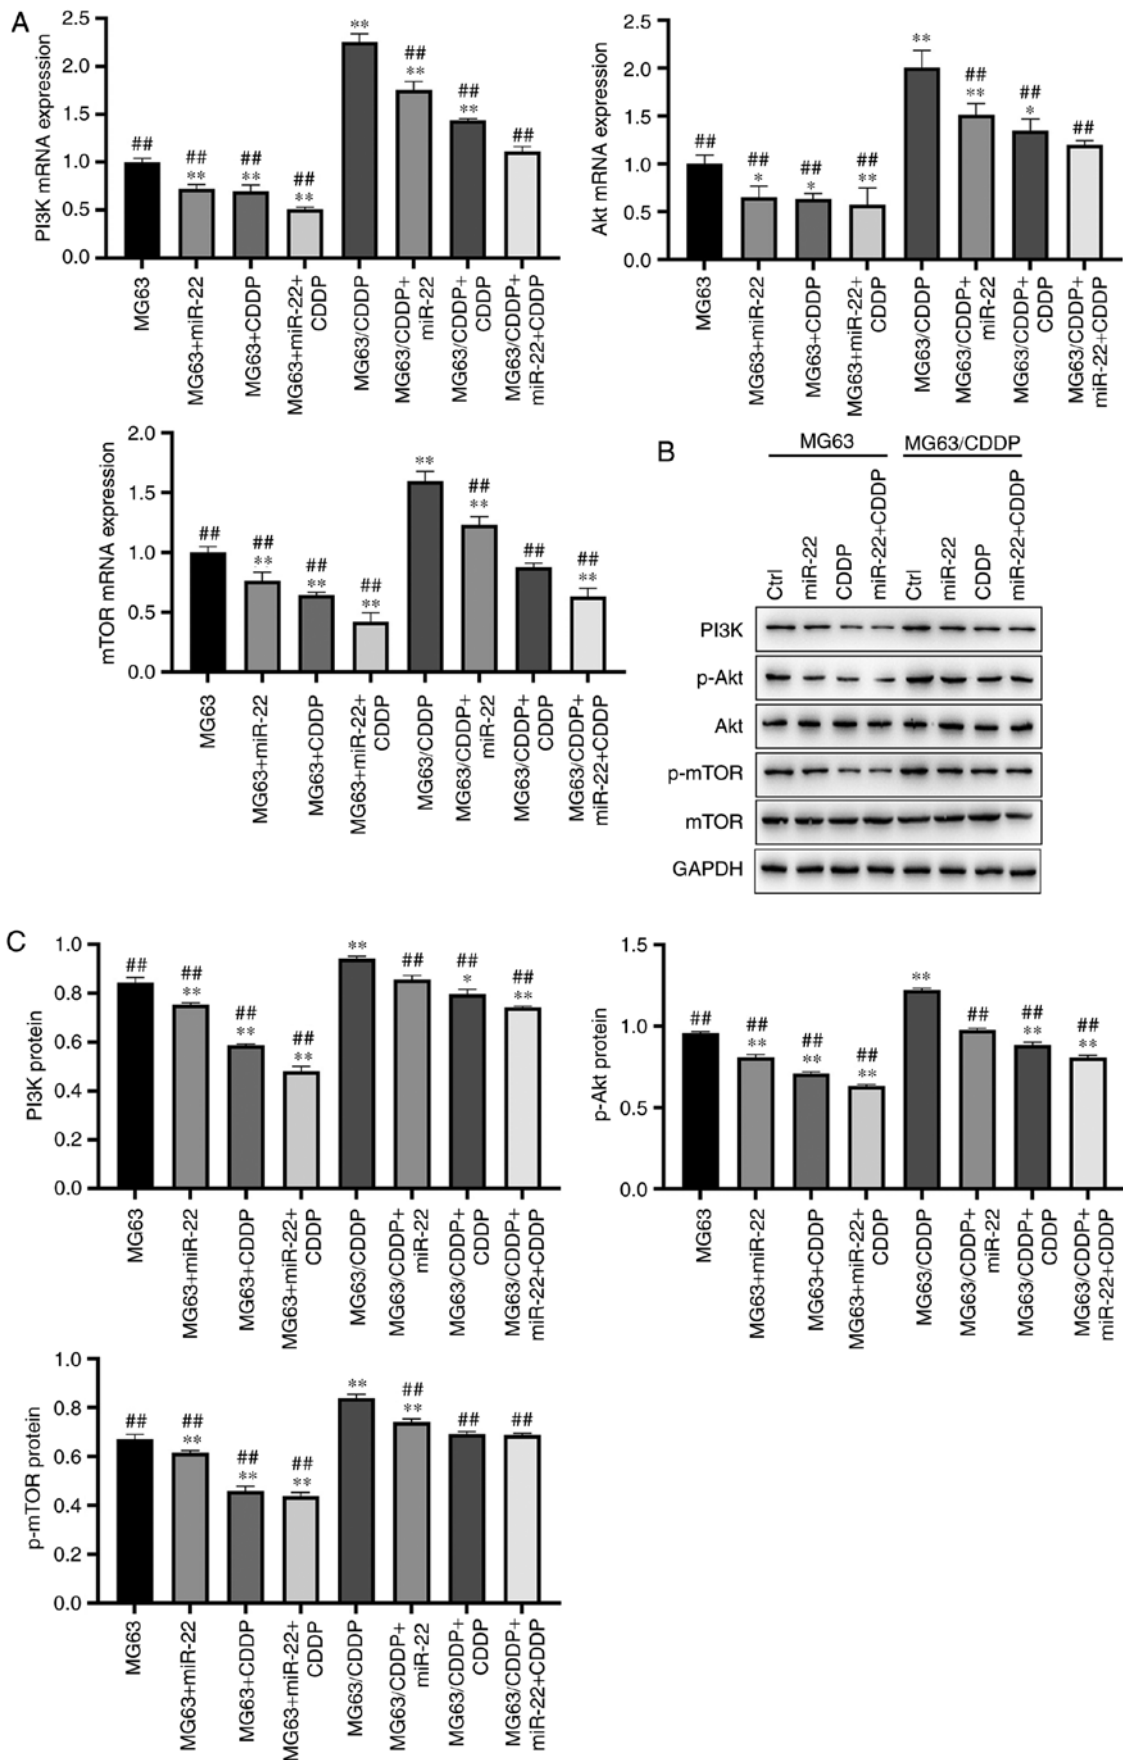 A
PI3K mRNA expression
2.5
2.0
1.5
1.0
0.5
0.0
##
##
**
##
**
##
**
**
##
**
##
**
##
MG63
MG63+miR-22
MG63+CDDP
MG63+miR-22+
CDDP
MG63/CDDP
MG63/CDDP+
miR-22
MG63/CDDP+
CDDP
MG63/CDDP+
miR-22+CDDP
Akt mRNA expression
2.5
2.0
1.5
1.0
0.5
0.0
##
##
*
##
*
##
**
**
##
**
##
*
##
MG63
MG63+miR-22
MG63+CDDP
MG63+miR-22+
CDDP
MG63/CDDP
MG63/CDDP+
miR-22
MG63/CDDP+
CDDP
MG63/CDDP+
miR-22+CDDP
mTOR mRNA expression
2.0
1.5
1.0
0.5
0.0
##
##
**
##
**
##
**
**
##
**
##
##
**
MG63
MG63+miR-22
MG63+CDDP
MG63+miR-22+
CDDP
MG63/CDDP
MG63/CDDP+
miR-22
MG63/CDDP+
CDDP
MG63/CDDP+
miR-22+CDDP
B
MG63
MG63/CDDP
Ctrl
miR-22
CDDP
miR-22+CDDP
Ctrl
miR-22
CDDP
miR-22+CDDP
PI3K
p-Akt
Akt
p-mTOR
mTOR
GAPDH
C
PI3K protein
1.0
0.8
0.6
0.4
0.2
0.0
##
##
**
##
**
##
**
**
##
##
*
##
**
MG63
MG63+miR-22
MG63+CDDP
MG63+miR-22+
CDDP
MG63/CDDP
MG63/CDDP+
miR-22
MG63/CDDP+
CDDP
MG63/CDDP+
miR-22+CDDP
p-Akt protein
1.5
1.0
0.5
0.0
##
##
**
##
**
##
**
**
##
##
**
##
**
MG63
MG63+miR-22
MG63+CDDP
MG63+miR-22+
CDDP
MG63/CDDP
MG63/CDDP+
miR-22
MG63/CDDP+
CDDP
MG63/CDDP+
miR-22+CDDP
p-mTOR protein
1.0
0.8
0.6
0.4
0.2
0.0
##
##
**
##
**
##
**
**
##
**
##
##
MG63
MG63+miR-22
MG63+CDDP
MG63+miR-22+
CDDP
MG63/CDDP
MG63/CDDP+
miR-22
MG63/CDDP+
CDDP
MG63/CDDP+
miR-22+CDDP